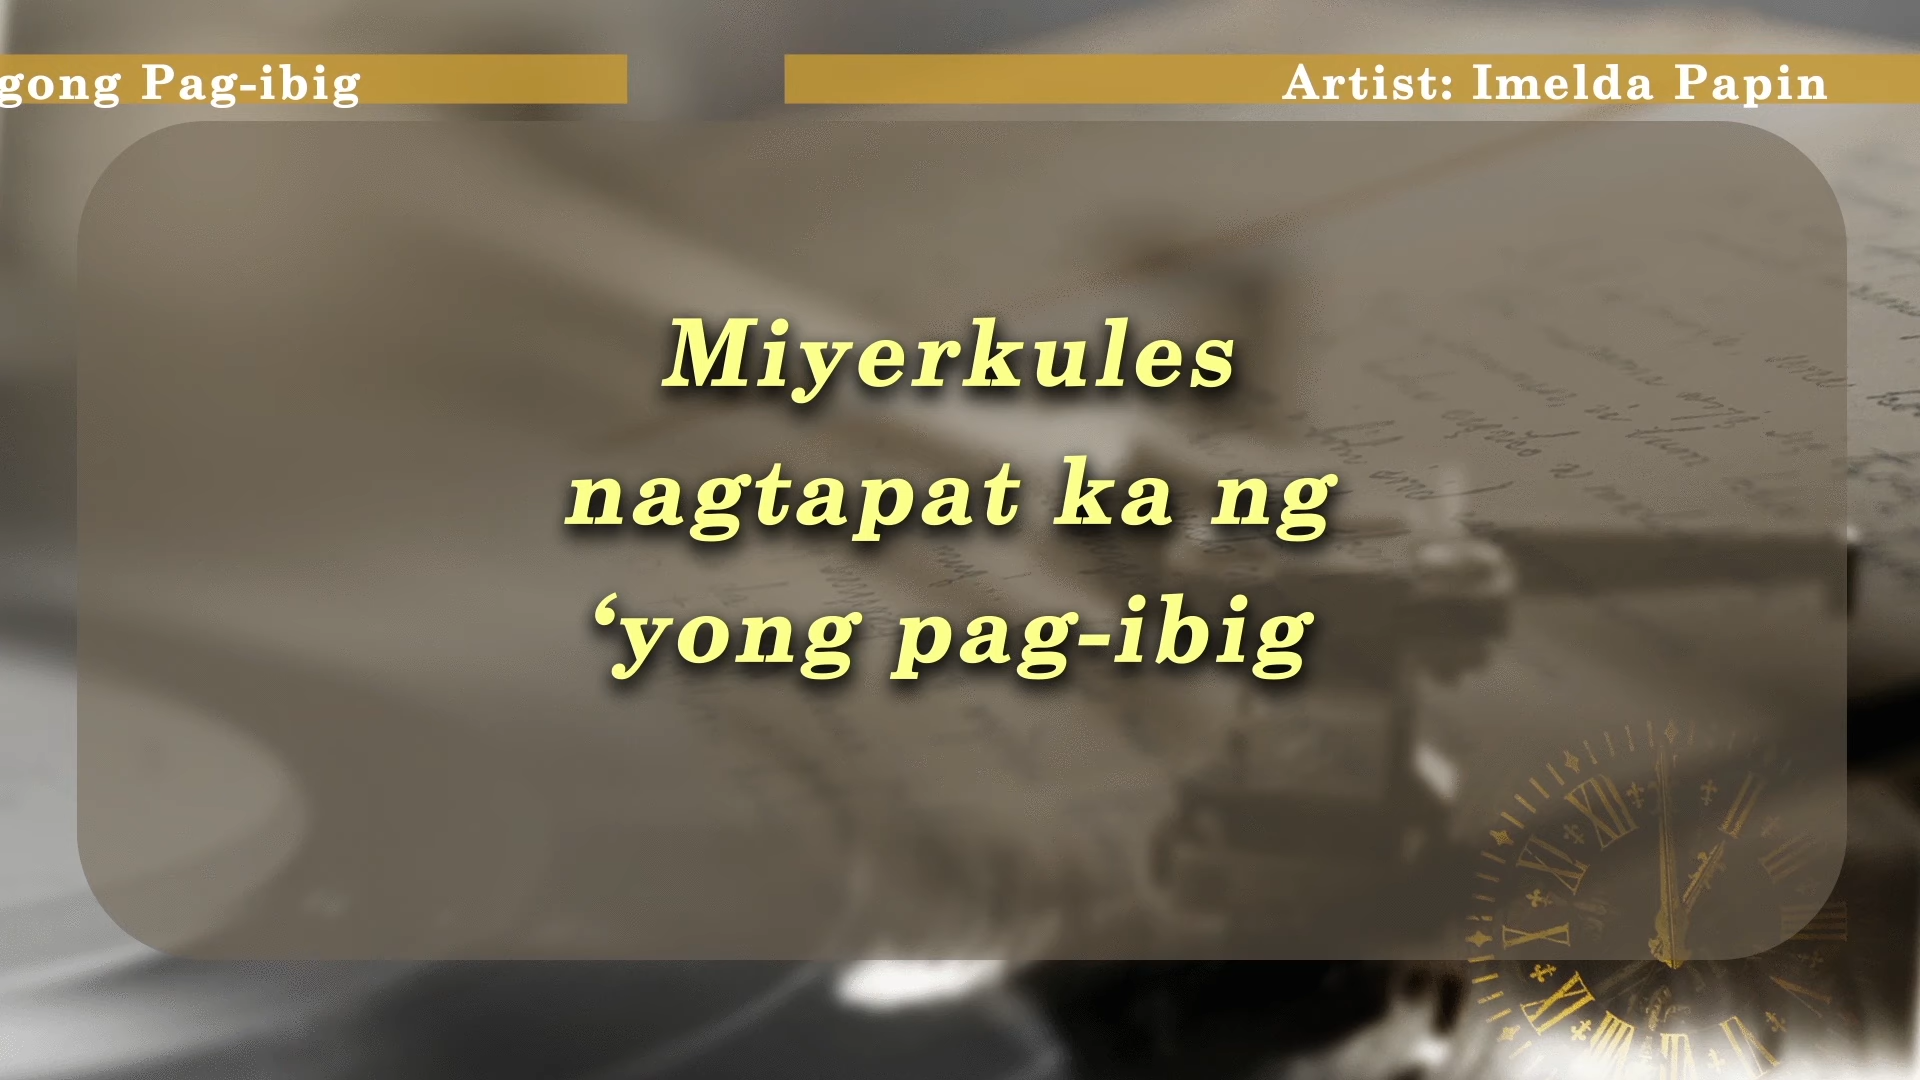 gong Pag-ibig
Artist: Imelda Papin
Miyerkules
nagtapat ka ng
‘yong pag-ibig